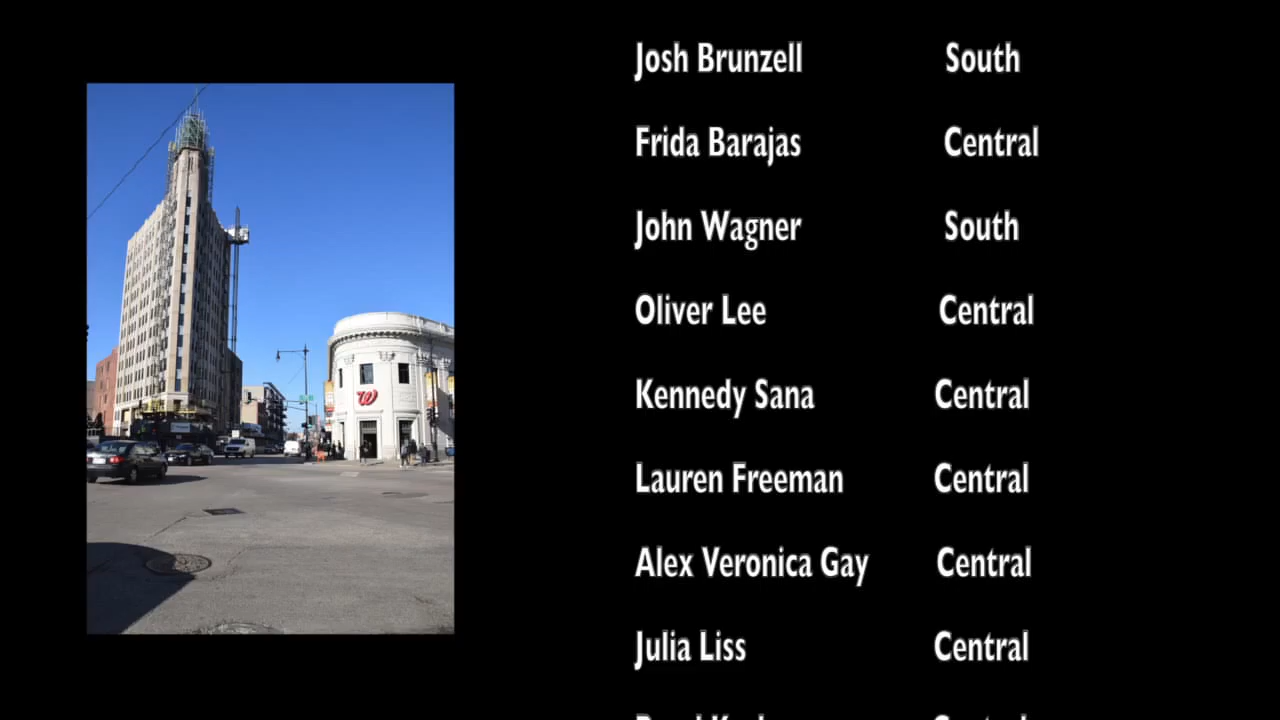 Josh Brunzell South
Frida Barajas Central
John Wagner South
Oliver Lee Central
Kennedy Sana Central
Lauren Freeman Central
Alex Veronica Gay Central
Julia Liss Central